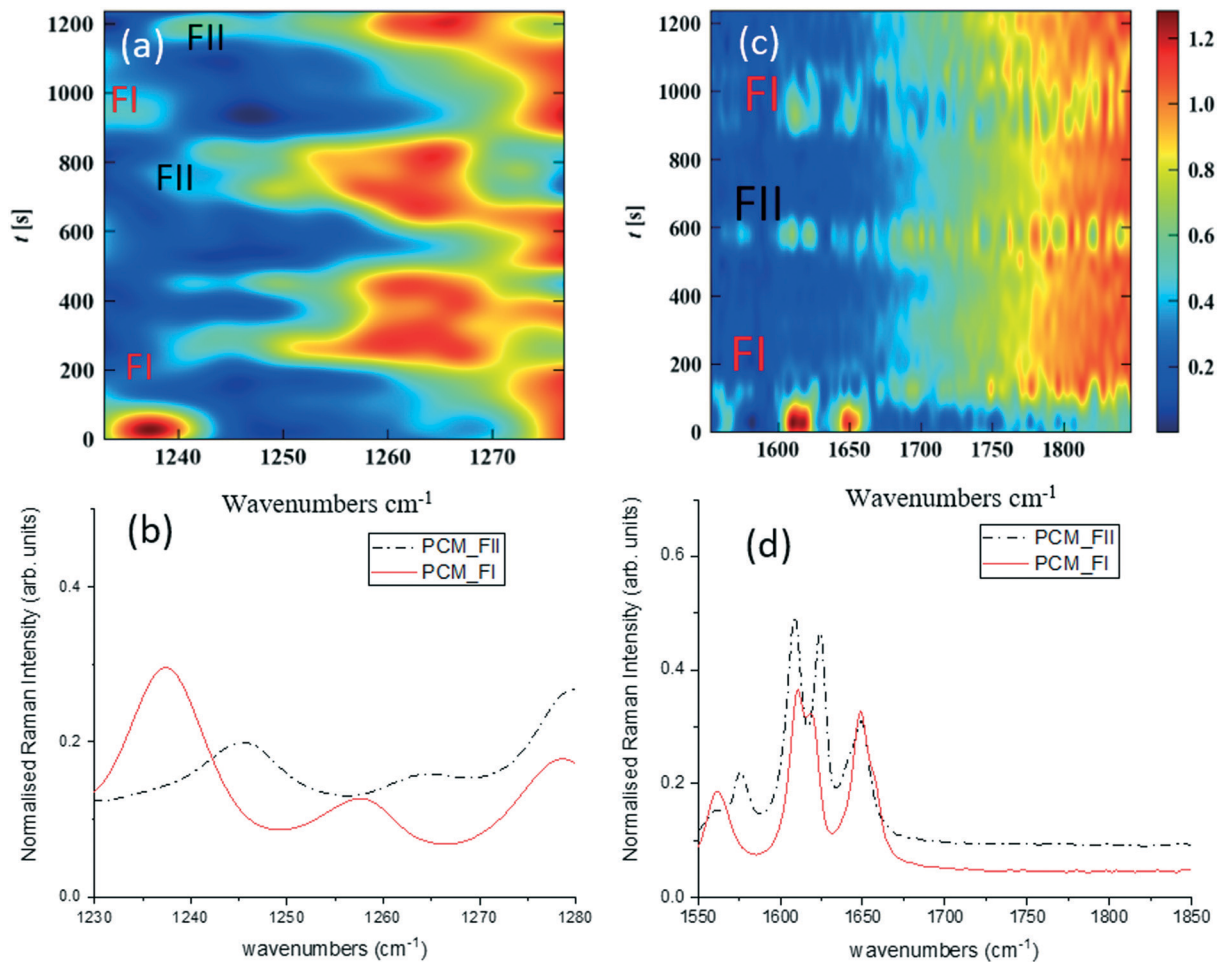 (a)
FII
FI
FII
FI
t [s]
1200
1000
800
600
400
200
0
1240
1250
1260
1270
Wavenumbers cm-1
(c)
FI
FII
FI
t [s]
1200
1000
800
600
400
200
0
1600
1650
1700
1750
1800
Wavenumbers cm-1
1.2
1.0
0.8
0.6
0.4
0.2
(b)
PCM_FII
PCM_FI
Normalised Raman Intensity (arb. units)
0.4
0.2
0.0
1230
1240
1250
1260
1270
1280
wavenumbers (cm-1)
(d)
PCM_FII
PCM_FI
Normalised Raman Intensity (arb. units)
0.6
0.4
0.2
0.0
1550
1600
1650
1700
1750
1800
1850
wavenumbers (cm-1)